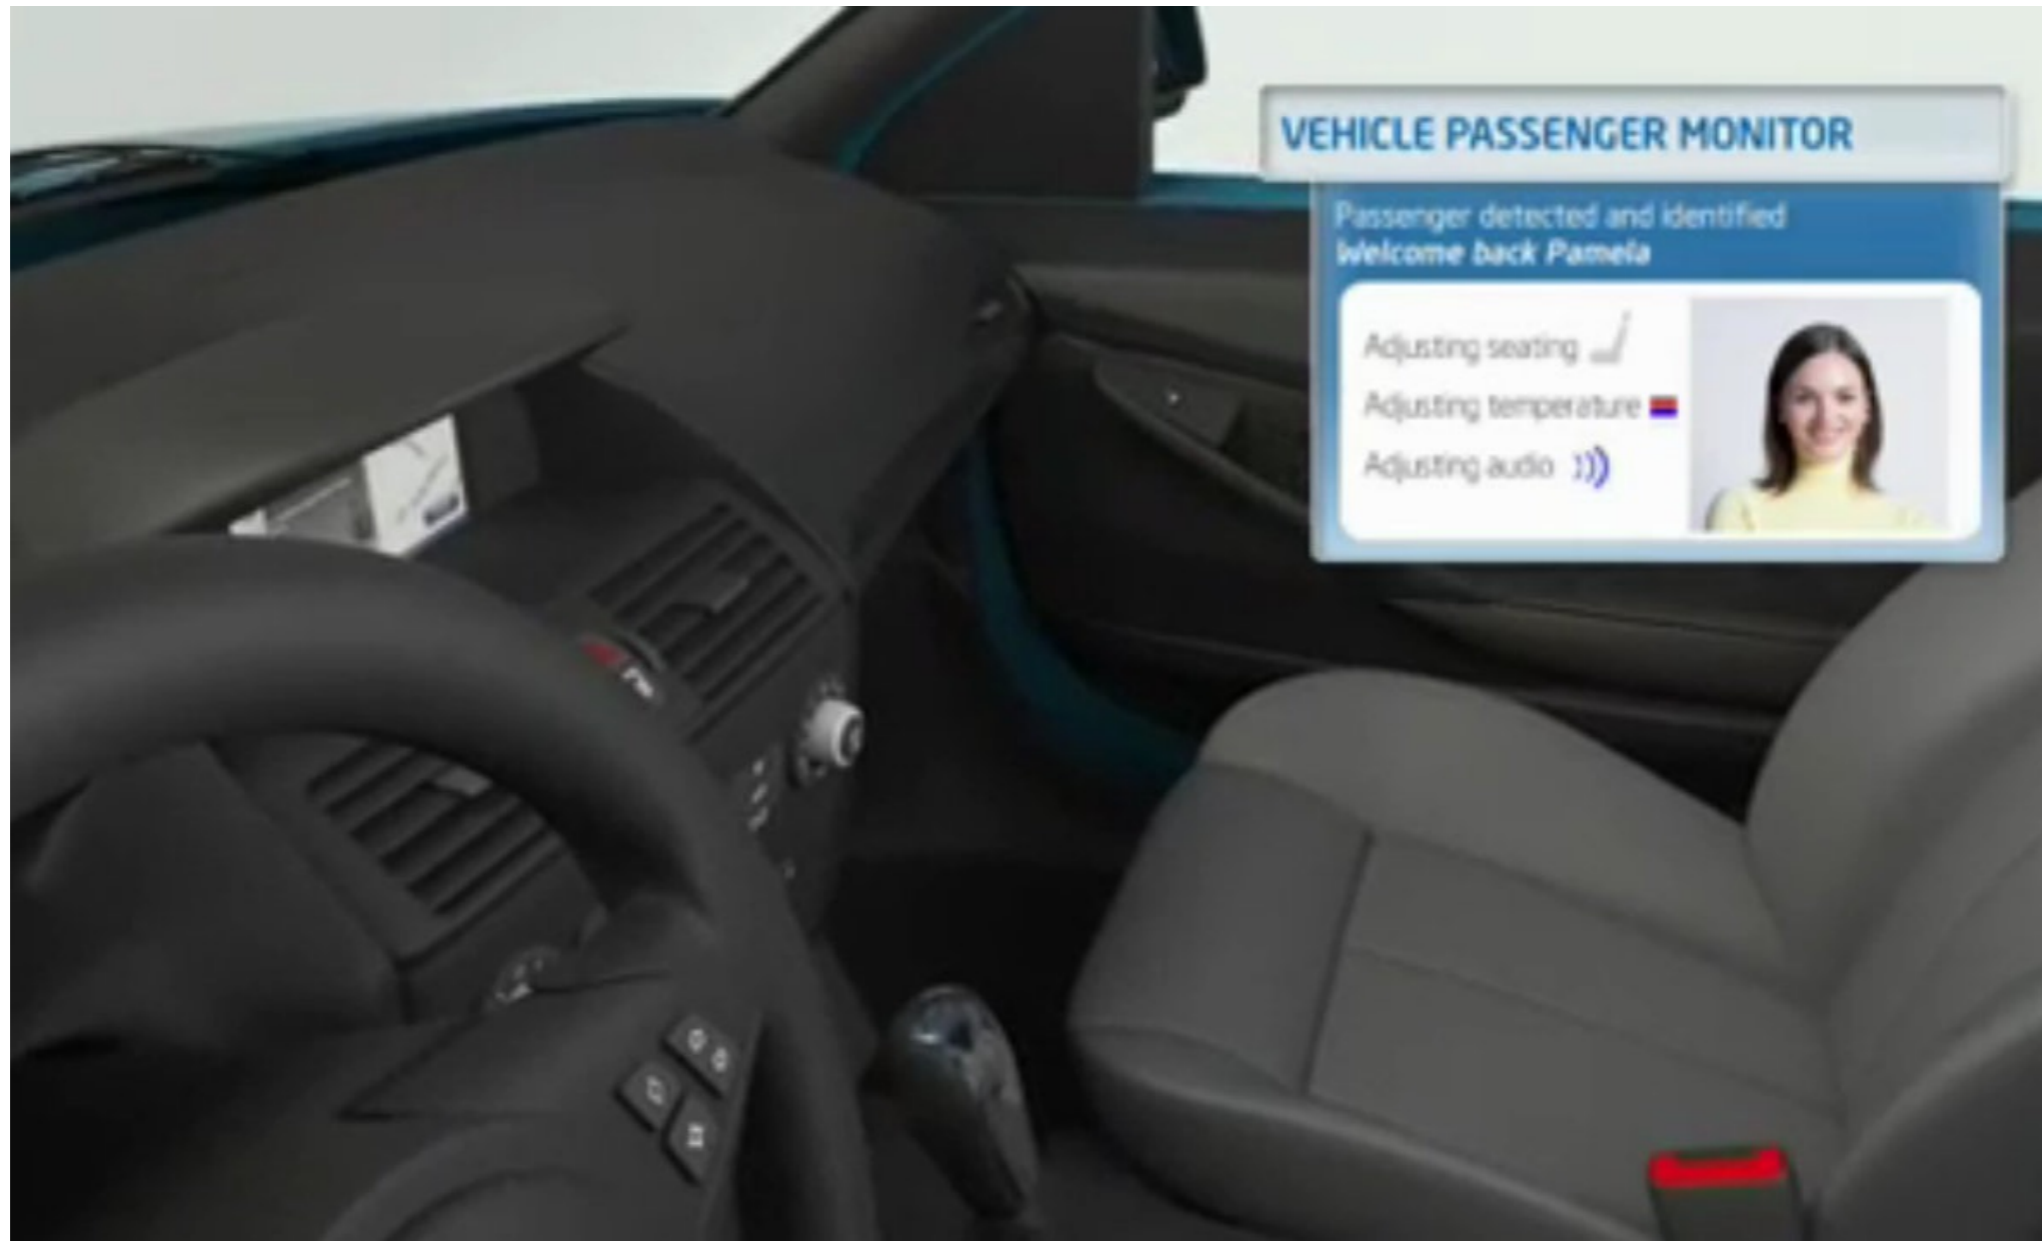 VEHICLE PASSENGER MONITOR
Passenger detected and identified
Welcome back Pamela
Adjusting seating
Adjusting temperature
Adjusting audio